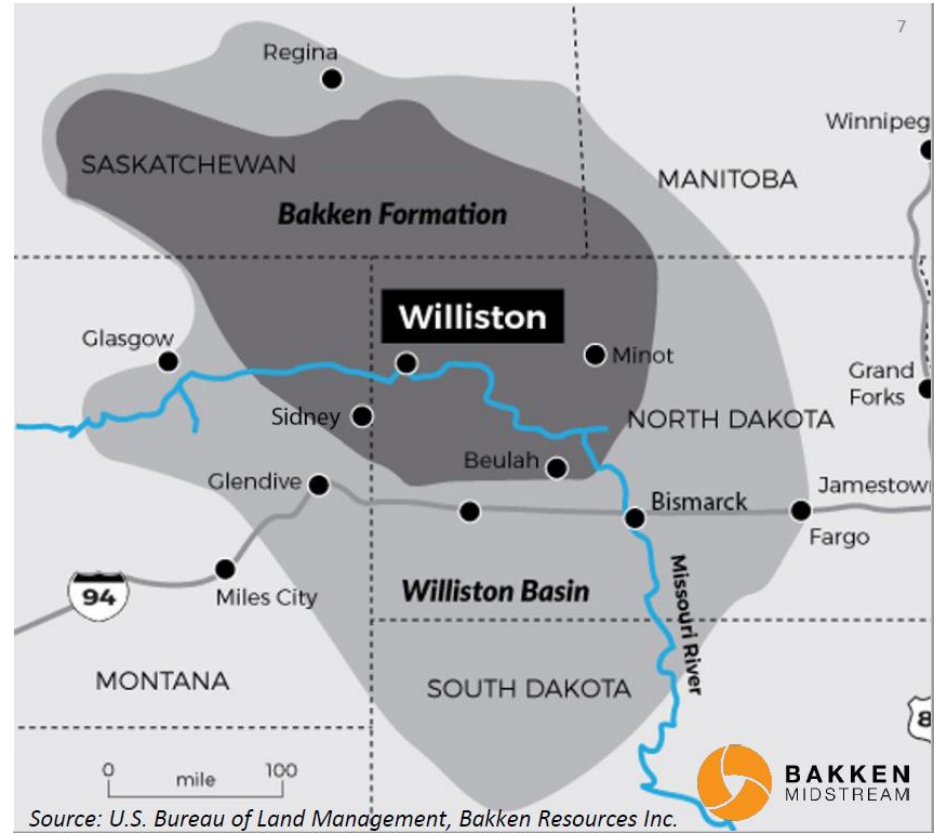 7
Regina
Winnipeg
SASKATCHEWAN
MANITOBA
Bakken Formation
Williston
Glasgow
Minot
Grand
Forks
Sidney
NORTH DAKOTA
Beulah
Glendive
Jamestown
Bismarck
Fargo
94
Miles City
Williston Basin
Missouri River
MONTANA
SOUTH DAKOTA
8
0 mile 100
BAKKEN
MIDSTREAM
Source: U.S. Bureau of Land Management, Bakken Resources Inc.